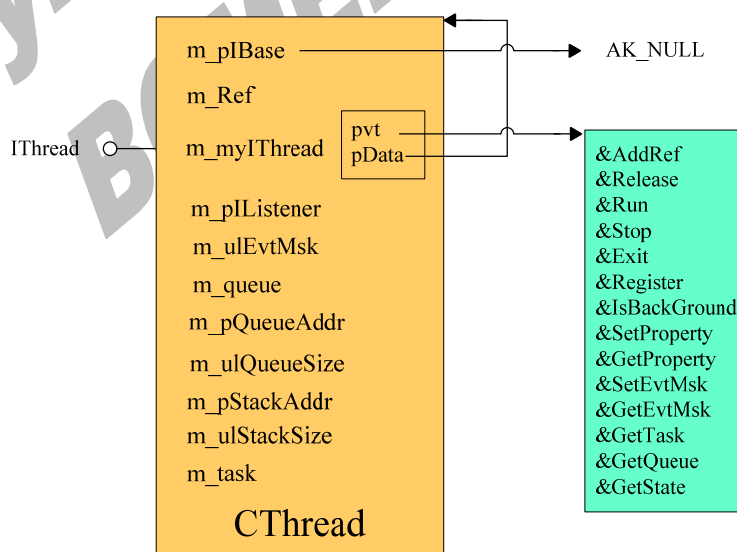 m_pIBase
AK_NULL
m_Ref
IThread
m_myIThread
pvt
pData
m_pIListener
m_ulEvtMsk
m_queue
m_pQueueAddr
m_ulQueueSize
m_pStackAddr
m_ulStackSize
m_task
CThread
&AddRef
&Release
&Run
&Stop
&Exit
&Register
&IsBackGround
&SetProperty
&GetProperty
&SetEvtMsk
&GetEvtMsk
&GetTask
&GetQueue
&GetState